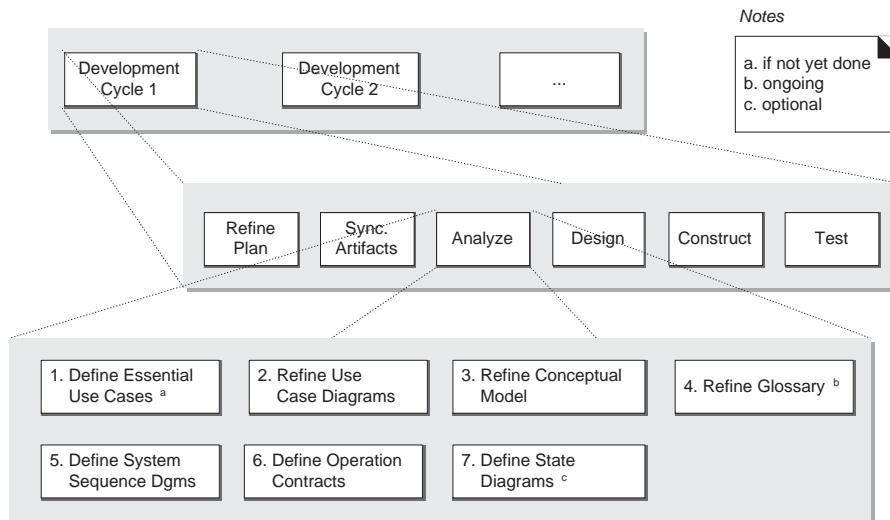 Notes
a. if not yet done
b. ongoing
c. optional
Development
Cycle 1
Development
Cycle 2
...
Refine
Plan
Sync.
Artifacts
Analyze
Design
Construct
Test
1. Define Essential
Use Cases a
2. Refine Use
Case Diagrams
3. Refine Conceptual
Model
4. Refine Glossary b
5. Define System
Sequence Dgms
6. Define Operation
Contracts
7. Define State
Diagrams c